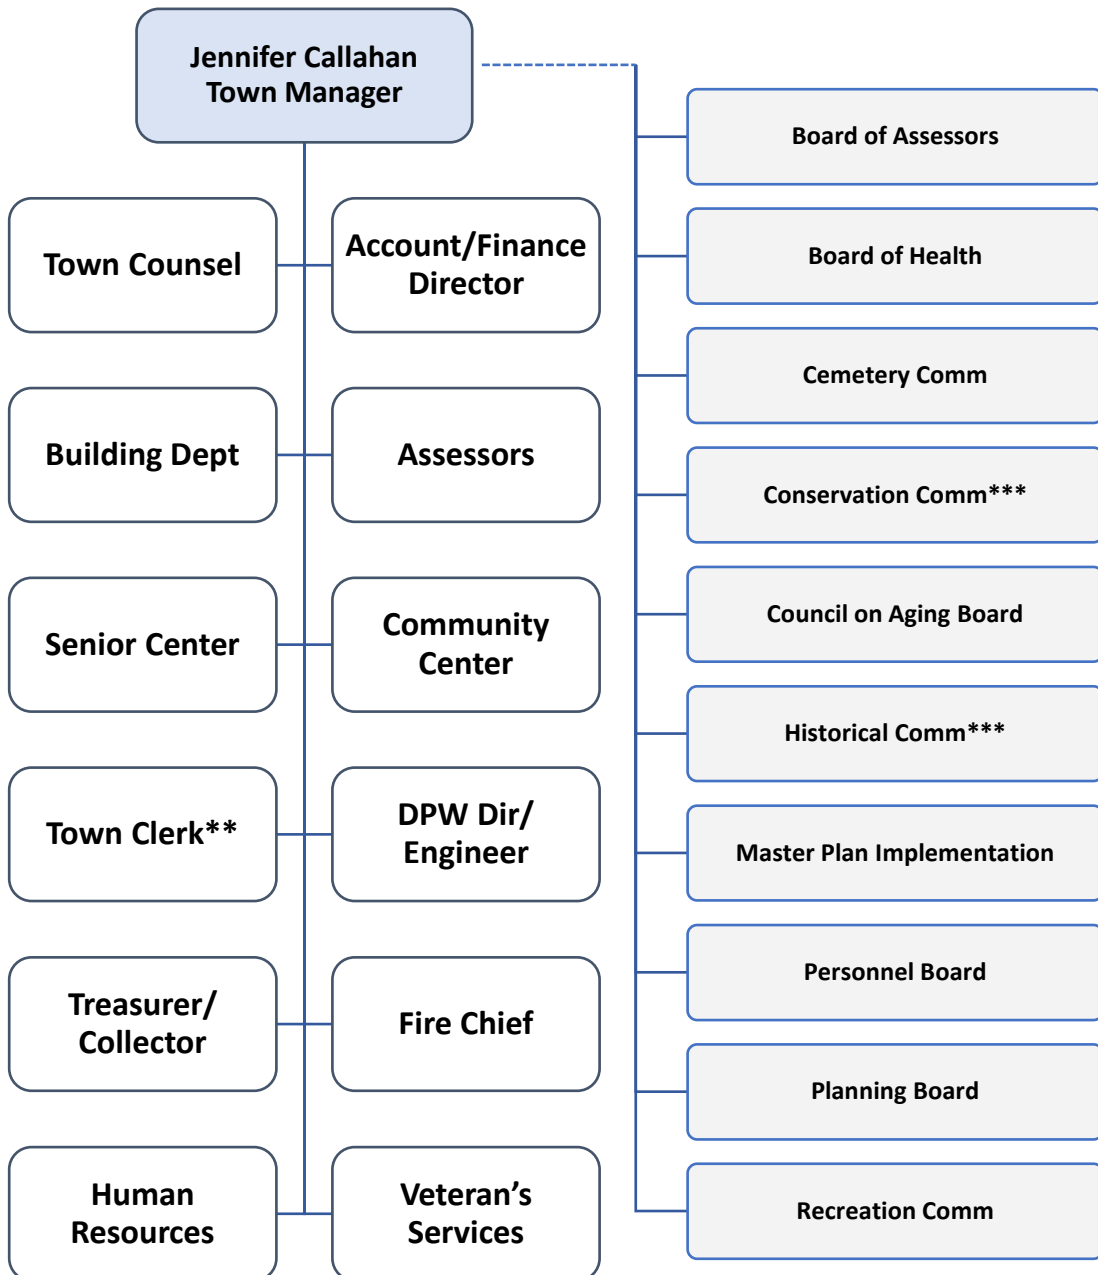 Jennifer Callahan
Town Manager
Town Counsel
Account/Finance
Director
Building Dept
Assessors
Senior Center
Community
Center
Town Clerk**
DPW Dir/
Engineer
Treasurer/
Collector
Fire Chief
Human
Resources
Veteran’s
Services
Board of Assessors
Board of Health
Cemetery Comm
Conservation Comm***
Council on Aging Board
Historical Comm***
Master Plan Implementation
Personnel Board
Planning Board
Recreation Comm